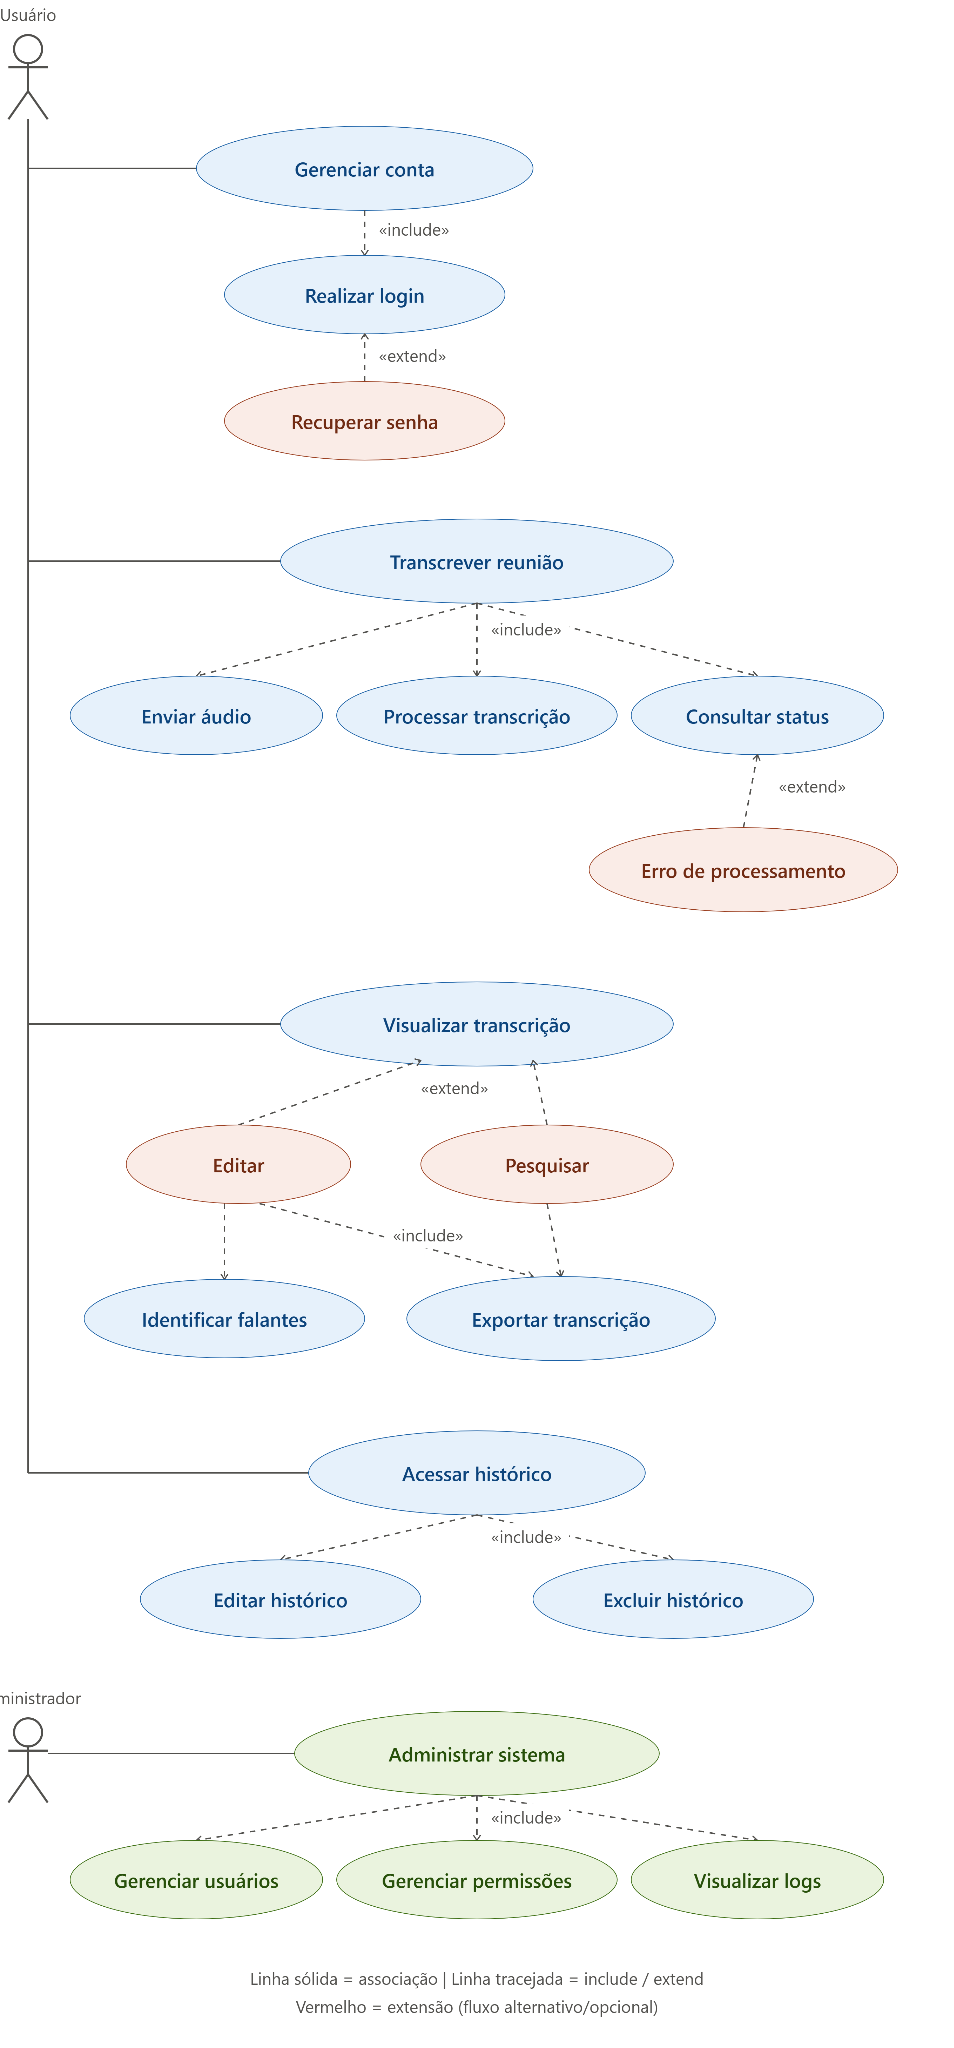 Usuário
Gerenciar conta
«include»
Realizar login
«extend»
Recuperar senha
Transcrever reunião
«include»
Enviar áudio
Processar transcrição
Consultar status
«extend»
Erro de processamento
Visualizar transcrição
«extend»
Editar
Pesquisar
«include»
Identificar falantes
Exportar transcrição
Acessar histórico
«include»
Editar histórico
Excluir histórico
ministrador
Administrar sistema
«include»
Gerenciar usuários
Gerenciar permissões
Visualizar logs
Linha sólida = associação | Linha tracejada = include / extend
Vermelho = extensão (fluxo alternativo/opcional)